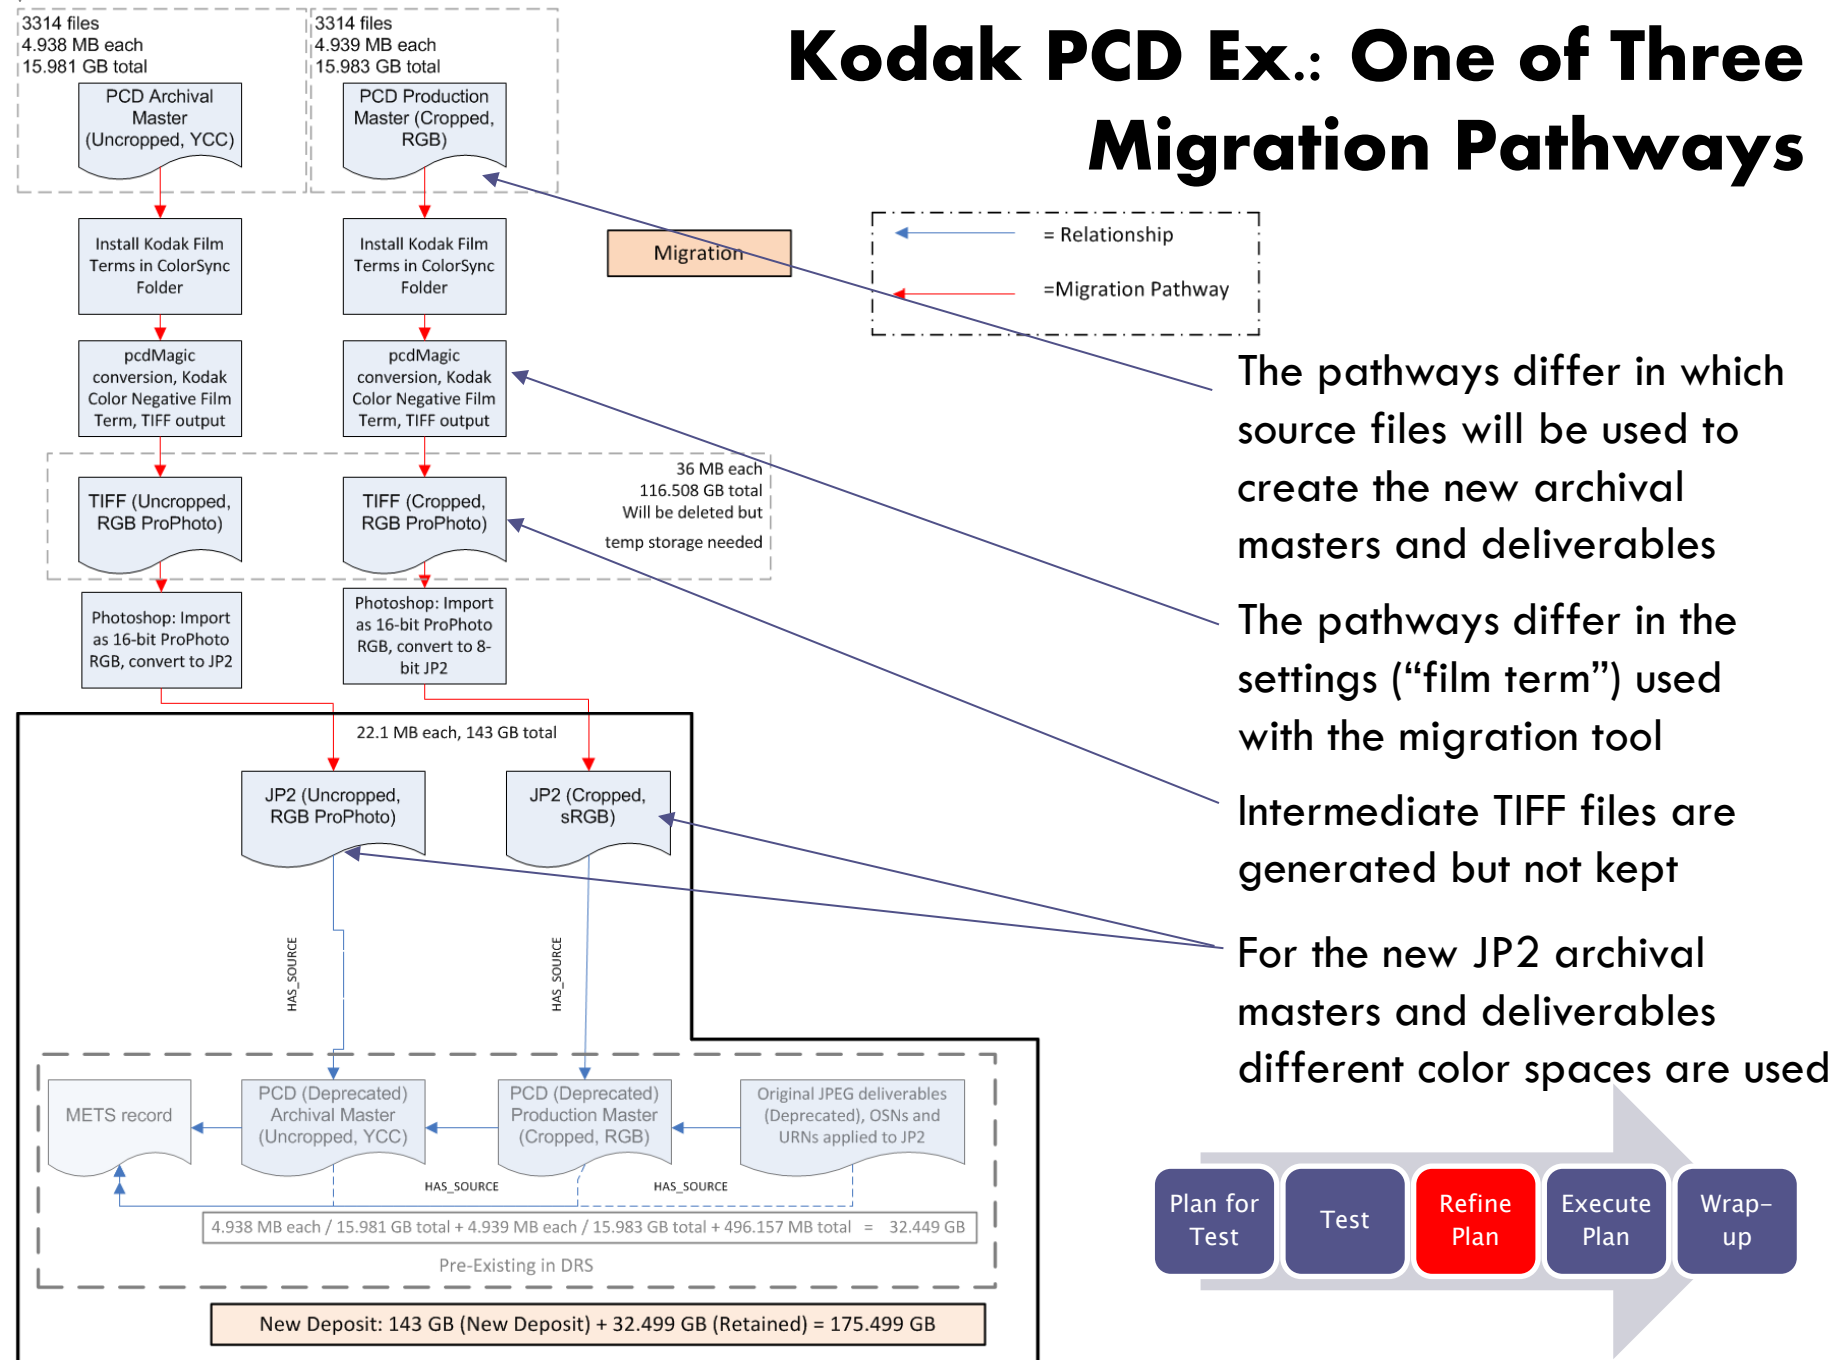 Kodak PCD Ex.: One of Three
Migration Pathways
3314 files
4.938 MB each
15.981 GB total
PCD Archival
Master
(Uncropped, YCC)
3314 files
4.939 MB each
15.983 GB total
PCD Production
Master (Cropped,
RGB)
Install Kodak Film
Terms in ColorSync
Folder
Install Kodak Film
Terms in ColorSync
Folder
Migration
= Relationship
=Migration Pathway
pcdMagic
conversion, Kodak
Color Negative Film
Term, TIFF output
pcdMagic
conversion, Kodak
Color Negative Film
Term, TIFF output
TIFF (Uncropped,
RGB ProPhoto)
TIFF (Cropped,
RGB ProPhoto)
36 MB each
116.508 GB total
Will be deleted but
temp storage needed
Photoshop: Import
as 16-bit ProPhoto
RGB, convert to JP2
Photoshop: Import
as 16-bit ProPhoto
RGB, convert to 8-
bit JP2
22.1 MB each, 143 GB total
JP2 (Uncropped,
RGB ProPhoto)
JP2 (Cropped,
sRGB)
HAS_SOURCE
HAS_SOURCE
METS record
PCD (Deprecated)
Archival Master
(Uncropped, YCC)
PCD (Deprecated)
Production Master
(Cropped, RGB)
Original JPEG deliverables
(Deprecated), OSNs and
URNs applied to JP2
HAS_SOURCE
HAS_SOURCE
4.938 MB each / 15.981 GB total + 4.939 MB each / 15.983 GB total + 496.157 MB total = 32.449 GB
Pre-Existing in DRS
New Deposit: 143 GB (New Deposit) + 32.499 GB (Retained) = 175.499 GB
The pathways differ in which
source files will be used to
create the new archival
masters and deliverables
The pathways differ in the
settings (“film term”) used
with the migration tool
Intermediate TIFF files are
generated but not kept
For the new JP2 archival
masters and deliverables
different color spaces are used
Plan for
Test
Test
Refine
Plan
Execute
Plan
Wrap-
up